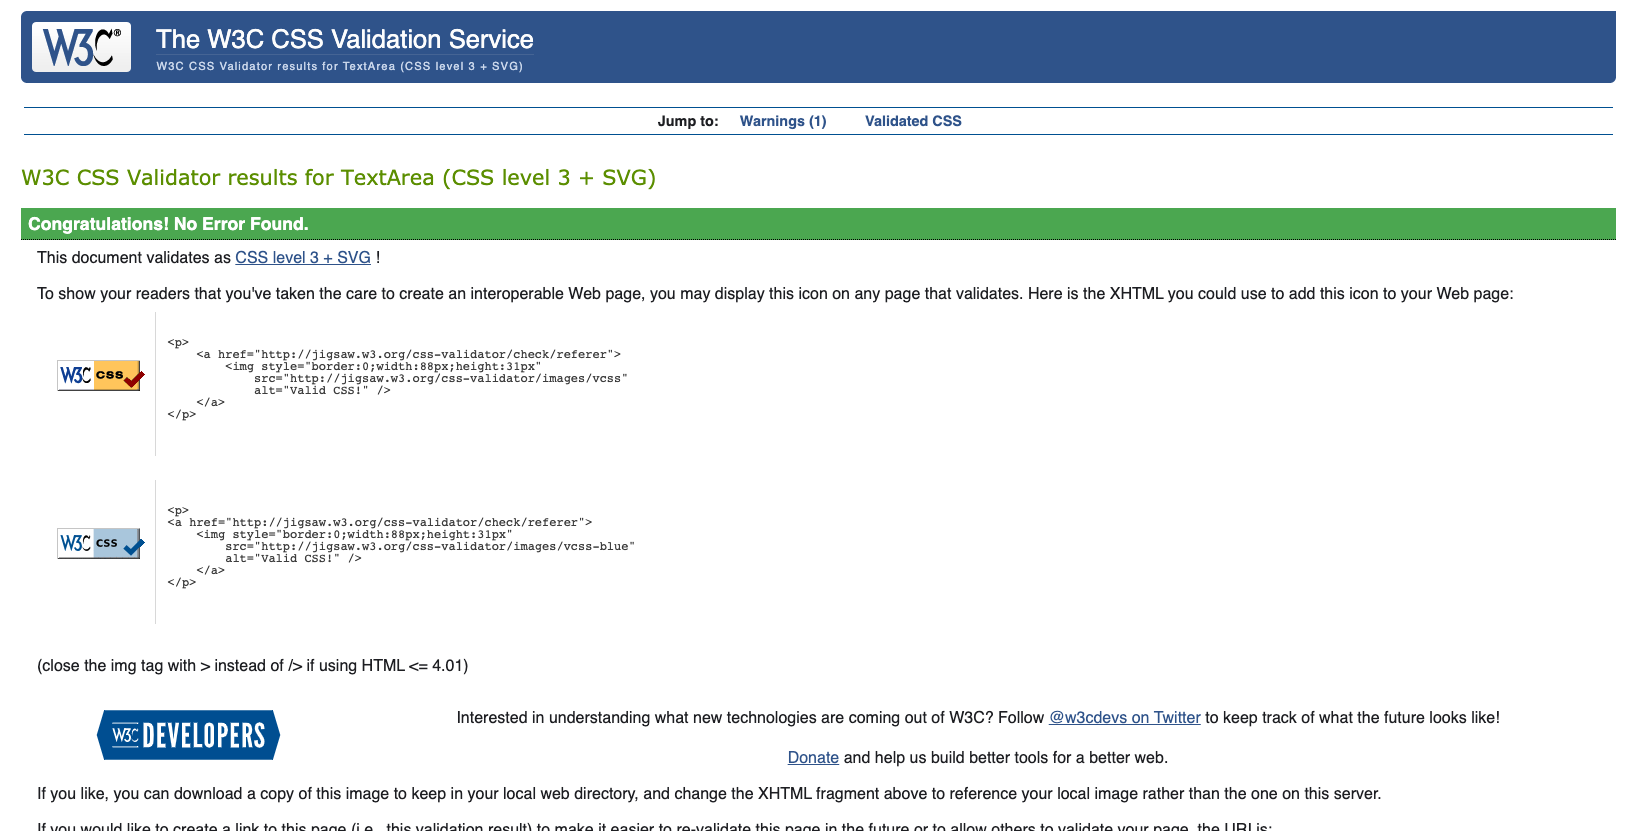 W3C®
The W3C CSS Validation Service
W3C CSS Validator results for TextArea (CSS level 3 + SVG)
Jump to: Warnings (1) Validated CSS
W3C CSS Validator results for TextArea (CSS level 3 + SVG)
Congratulations! No Error Found.
This document validates as CSS level 3 + SVG !
To show your readers that you've taken the care to create an interoperable Web page, you may display this icon on any page that validates. Here is the XHTML you could use to add this icon to your Web page:
W3C css
<p>
    <a href="http://jigsaw.w3.org/css-validator/check/referer">
        <img style="border:0;width:88px;height:31px"
            src="http://jigsaw.w3.org/css-validator/images/vcss"
            alt="Valid CSS!" />
    </a>
</p>
W3C css
<p>
<a href="http://jigsaw.w3.org/css-validator/check/referer">
    <img style="border:0;width:88px;height:31px"
        src="http://jigsaw.w3.org/css-validator/images/vcss-blue"
        alt="Valid CSS!" />
    </a>
</p>
(close the img tag with > instead of /> if using HTML <= 4.01)
W3C DEVELOPERS
Interested in understanding what new technologies are coming out of W3C? Follow @w3cdevs on Twitter to keep track of what the future looks like!
Donate and help us build better tools for a better web.
If you like, you can download a copy of this image to keep in your local web directory, and change the XHTML fragment above to reference your local image rather than the one on this server.
If you would like to create a link to this page (i.e., this validation result) to make it easier to re-validate this page in the future or to allow others to validate your page, the URI is: